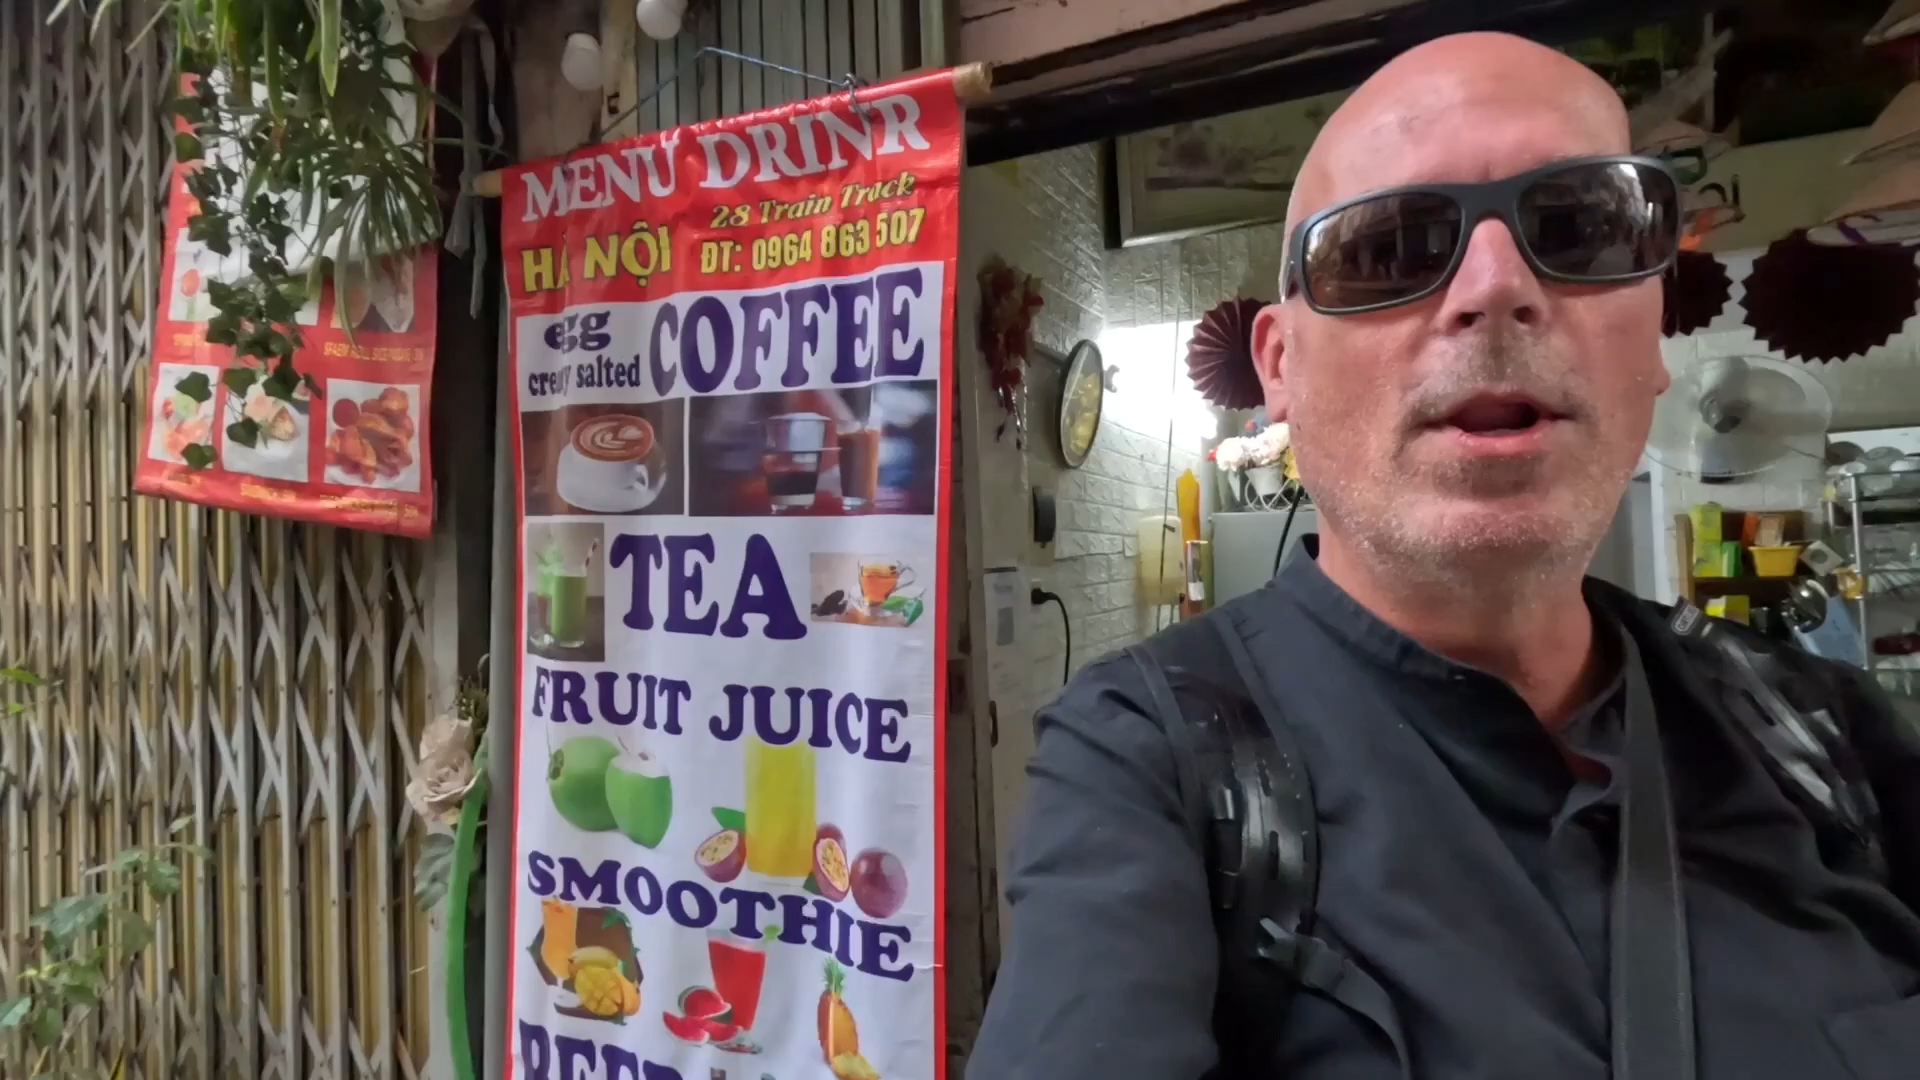 MENU DRINR
28 Train Track
HÀ NỘI
ĐT: 0964 863 507
egg
creamy salted
COFFEE
TEA
FRUIT JUICE
SMOOTHIE